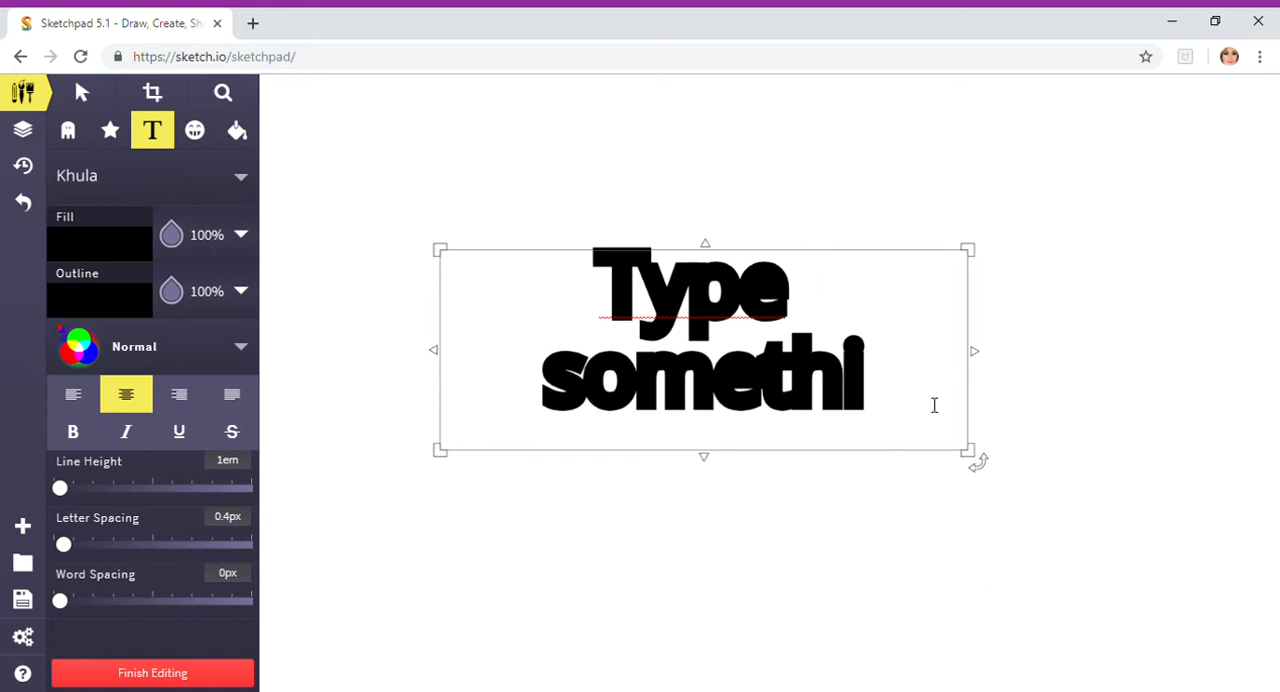 Sketchpad 5.1 - Draw, Create, Sh
https://sketch.io/sketchpad/
T
Khula
Fill
100%
Outline
100%
Normal
B I U S
Line Height 1em
Letter Spacing 0.4px
Word Spacing 0px
Finish Editing
Type
somethi